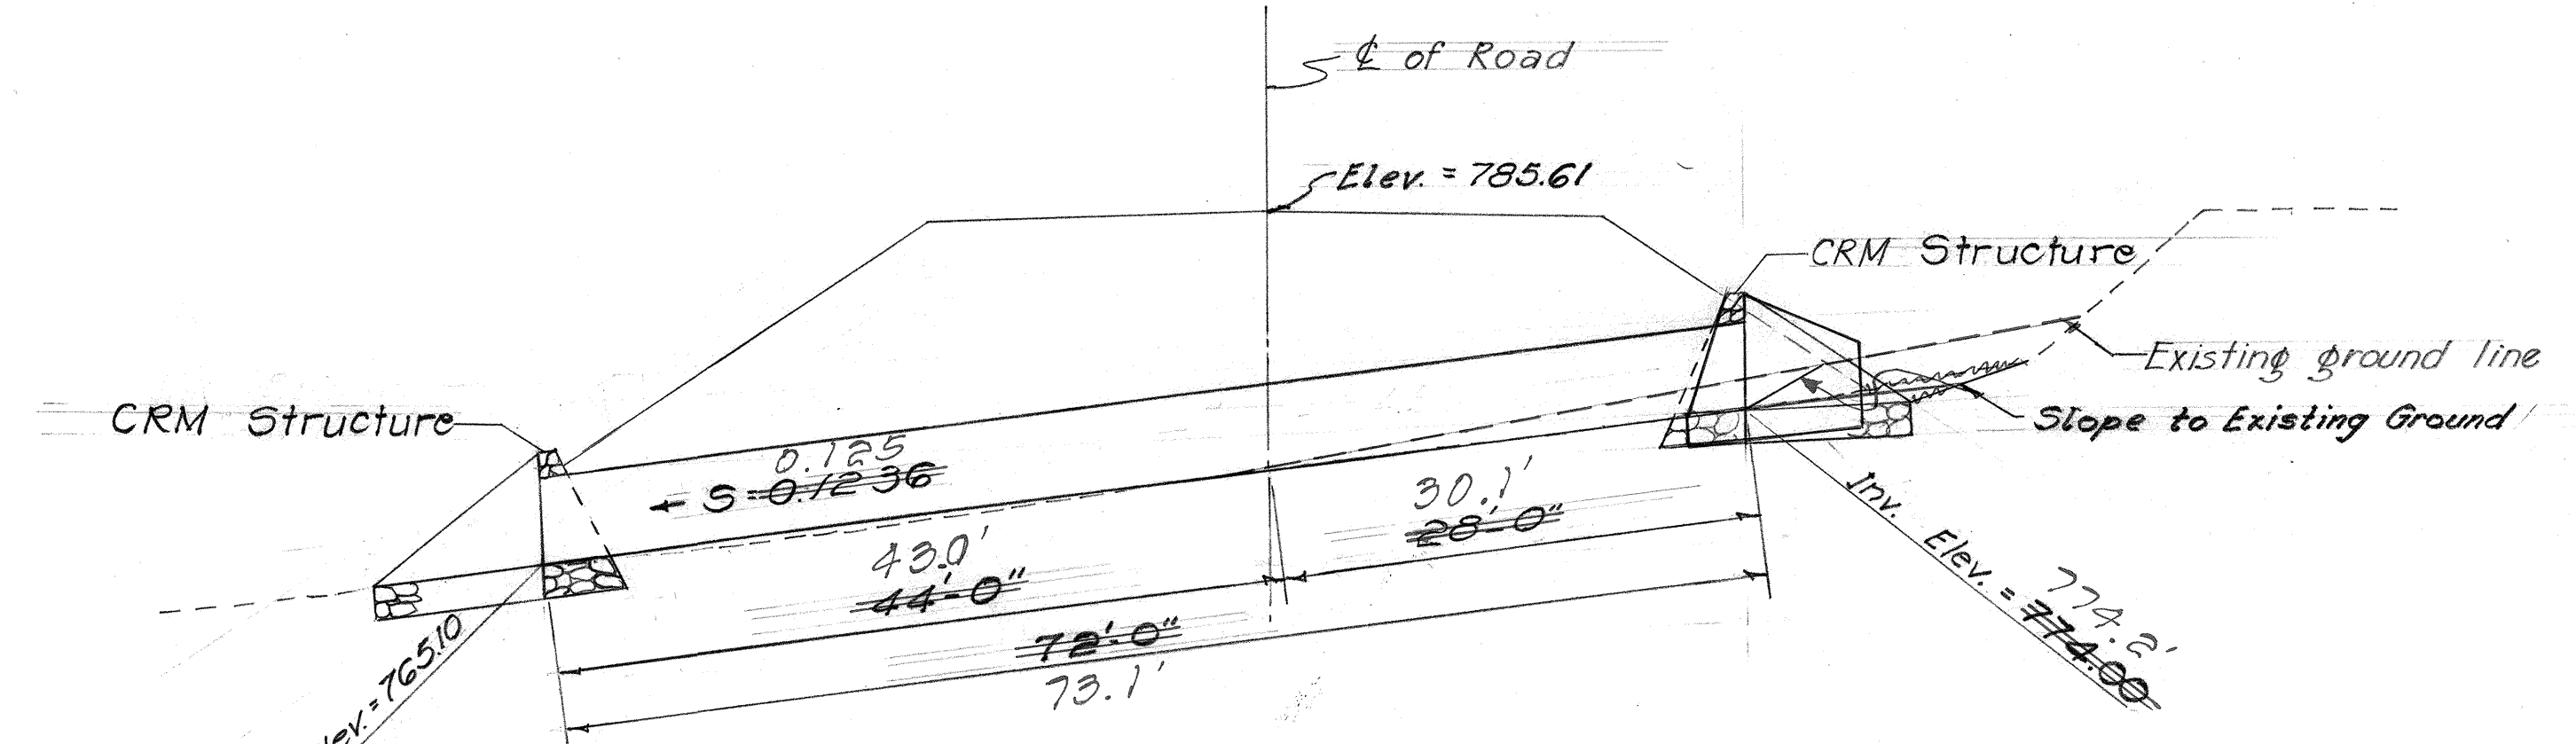 ℄ of Road
Elev. = 785.61
CRM Structure
Existing ground line
CRM Structure
Slope to Existing Ground
0.125
S = 0.1236
30.1'
28'-0"
43.0'
44'-0"
72'-0"
73.1'
Inv. Elev. = 774.00
774.2'
lev. = 765.10